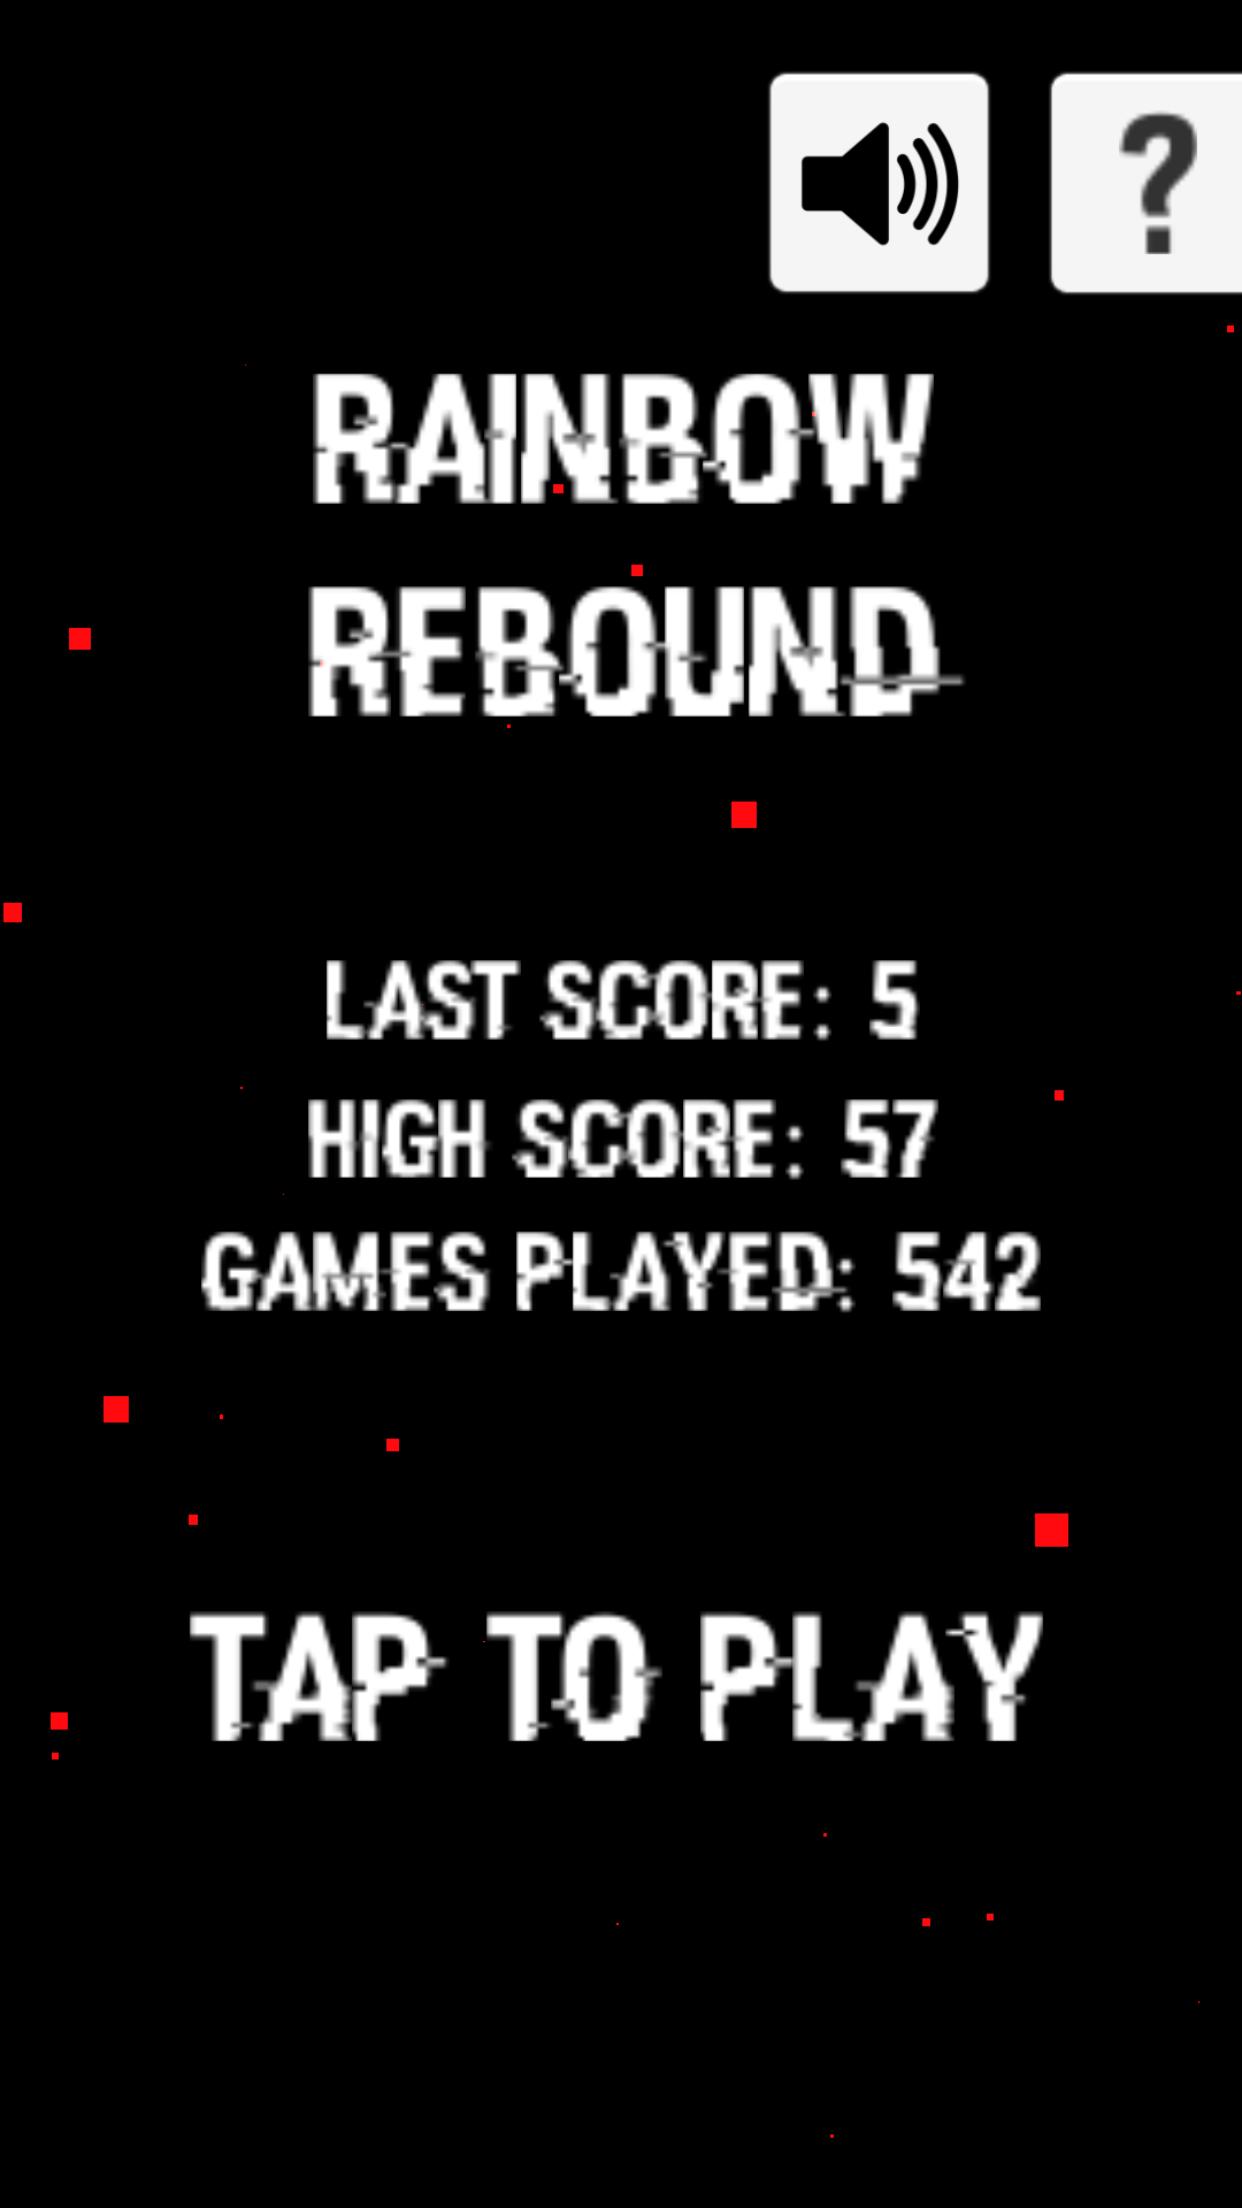 ?
RAINBOW
REBOUND
LAST SCORE: 5
HIGH SCORE: 57
GAMES PLAYED: 542
TAP TO PLAY